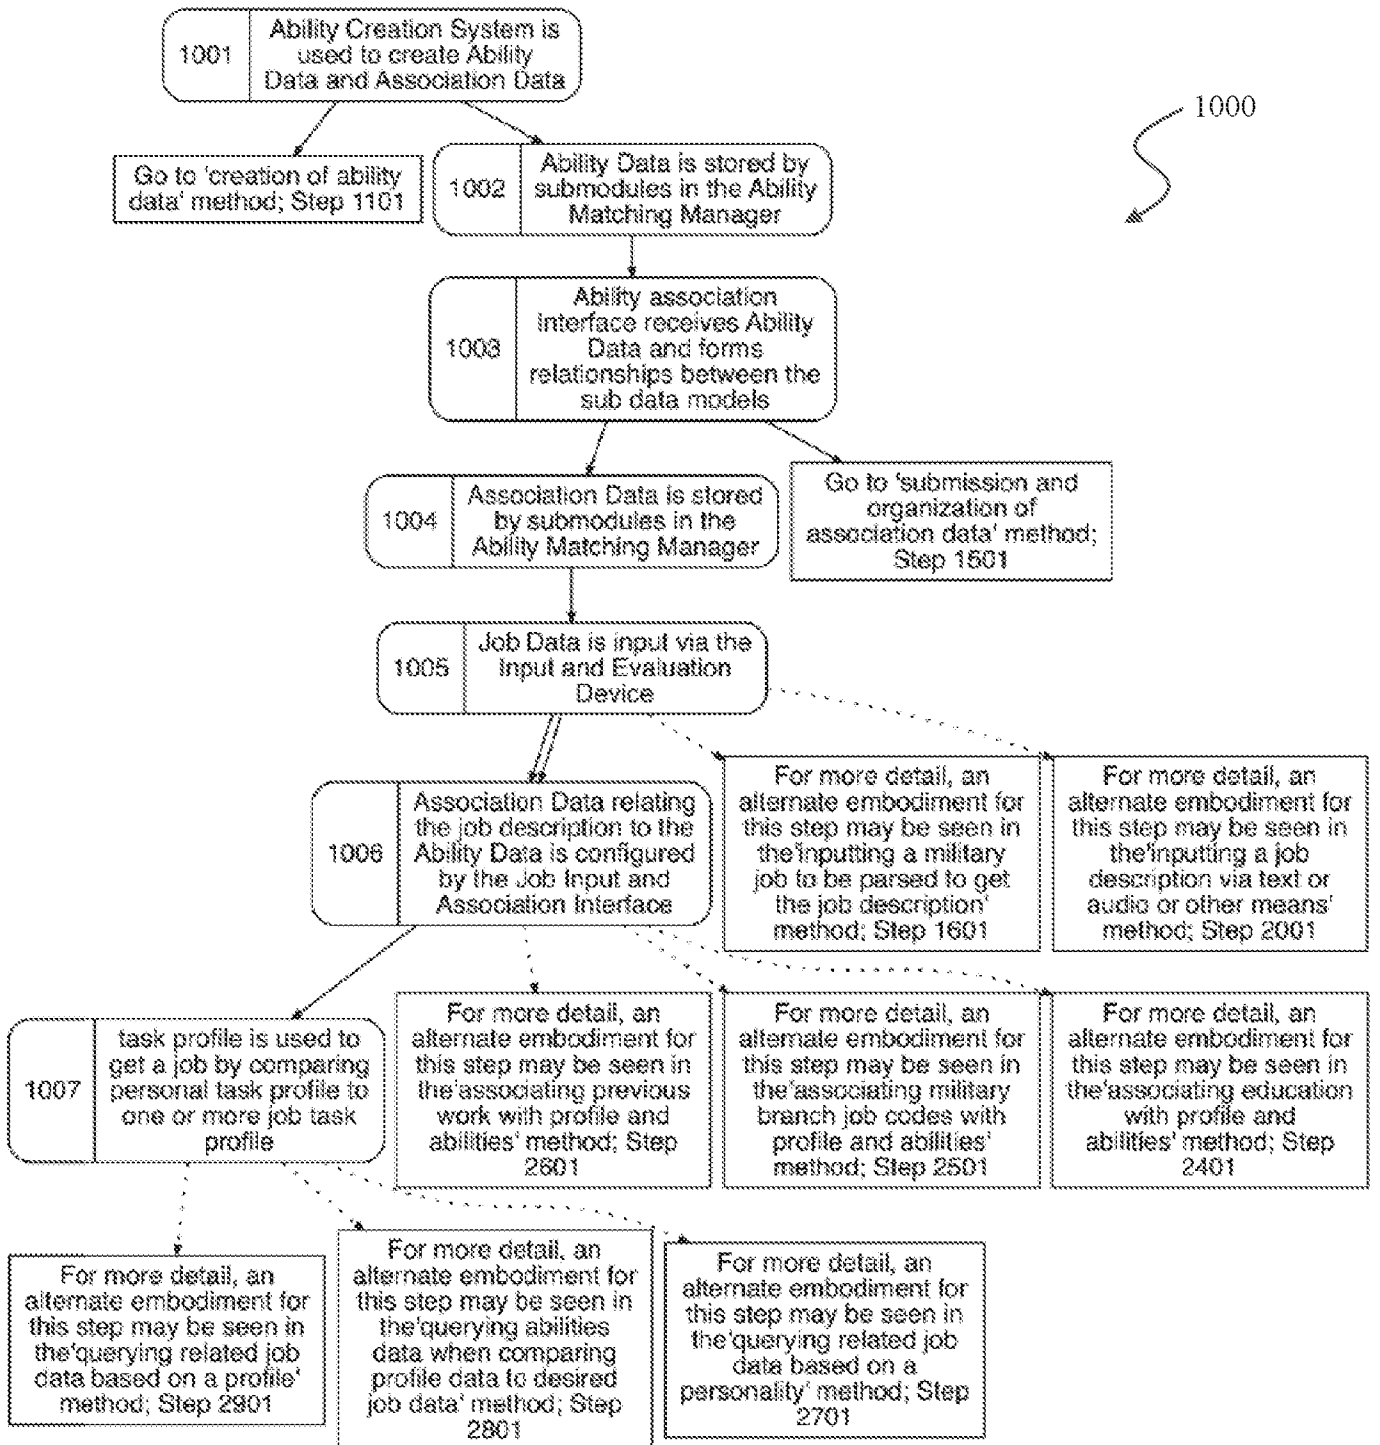 1001
Ability Creation System is
used to create Ability
Data and Association Data
1000
Go to 'creation of ability
data' method; Step 1101
1002
Ability Data is stored by
submodules in the Ability
Matching Manager
1003
Ability association
Interface receives Ability
Data and forms
relationships between the
sub data models
1004
Association Data is stored
by submodules in the
Ability Matching Manager
Go to 'submission and
organization of
association data' method;
Step 1501
1005
Job Data is input via the
Input and Evaluation
Device
1006
Association Data relating
the job description to the
Ability Data is configured
by the Job Input and
Association Interface
For more detail, an
alternate embodiment for
this step may be seen in
the'inputting a military
job to be parsed to get
the job description'
method; Step 1601
For more detail, an
alternate embodiment for
this step may be seen in
the'inputting a job
description via text or
audio or other means'
method; Step 2001
1007
task profile is used to
get a job by comparing
personal task profile to
one or more job task
profile
For more detail, an
alternate embodiment for
this step may be seen in
the'associating previous
work with profile and
abilities' method; Step
2601
For more detail, an
alternate embodiment for
this step may be seen in
the'associating military
branch job codes with
profile and abilities'
method; Step 2501
For more detail, an
alternate embodiment for
this step may be seen in
the'associating education
with profile and
abilities' method; Step
2401
For more detail, an
alternate embodiment for
this step may be seen in
the'querying related job
data based on a profile'
method; Step 2901
For more detail, an
alternate embodiment for
this step may be seen in
the'querying abilities
data when comparing
profile data to desired
job data' method; Step
2801
For more detail, an
alternate embodiment for
this step may be seen in
the'querying related job
data based on a
personality' method; Step
2701